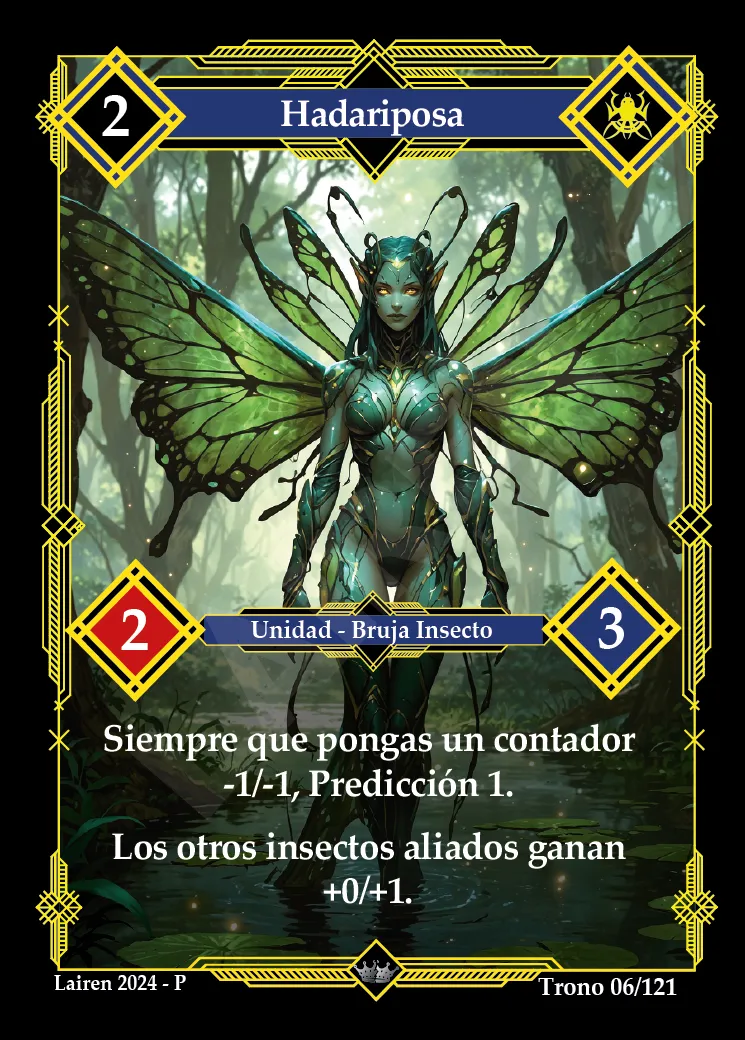 2
Hadariposa
2
Unidad - Bruja Insecto
3
Siempre que pongas un contador
-1/-1, Predicción 1.
Los otros insectos aliados ganan
+0/+1.
Lairen 2024 - P
Trono 06/121